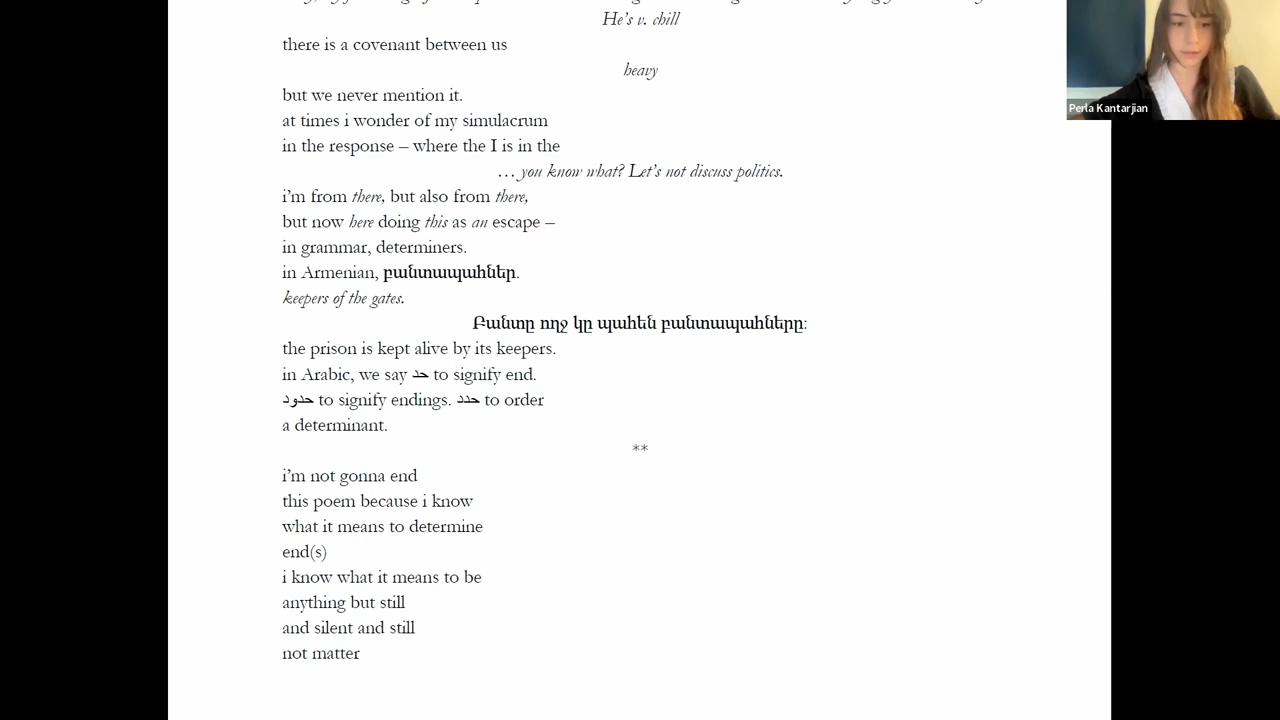 He's v. chill
there is a covenant between us
heavy
but we never mention it.
at times i wonder of my simulacrum
in the response – where the I is in the
… you know what? Let's not discuss politics.
i'm from there, but also from there,
but now here doing this as an escape –
in grammar, determiners.
in Armenian, բանտապահներ.
keepers of the gates.
Բանտը ողջ կը պահեն բանտապահները:
the prison is kept alive by its keepers.
in Arabic, we say حد to signify end.
حدود to signify endings. حدد to order
a determinant.
**
i'm not gonna end
this poem because i know
what it means to determine
end(s)
i know what it means to be
anything but still
and silent and still
not matter
Perla Kantarjian